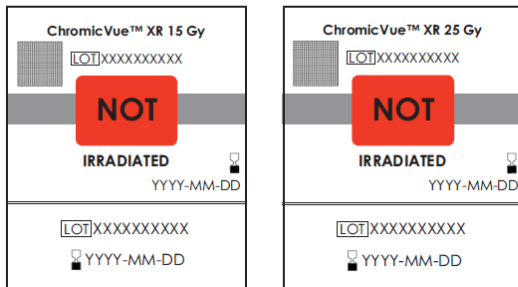 ChromicVue™ XR 15 Gy
LOT XXXXXXXXXX
NOT
IRRADIATED
YYYY-MM-DD
LOT XXXXXXXXXX
YYYY-MM-DD
ChromicVue™ XR 25 Gy
LOT XXXXXXXXXX
NOT
IRRADIATED
YYYY-MM-DD
LOT XXXXXXXXXX
YYYY-MM-DD